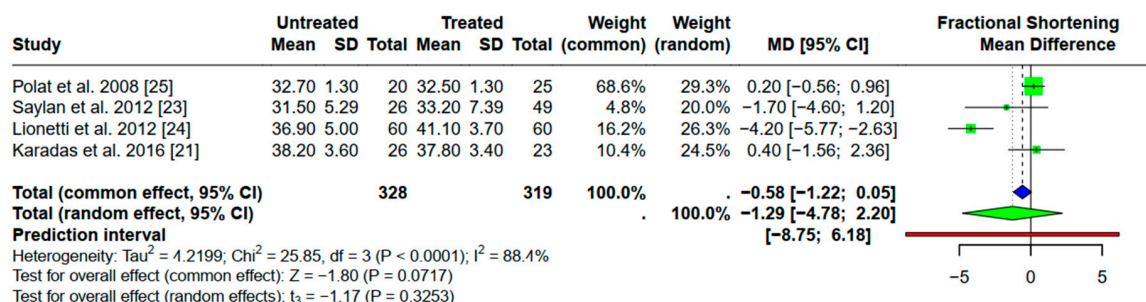 Untreated Treated Weight Weight Fractional Shortening
Study Mean SD Total Mean SD Total (common) (random) MD [95% CI] Mean Difference
Polat et al. 2008 [25] 32.70 1.30 20 32.50 1.30 25 68.6% 29.3% 0.20 [−0.56; 0.96]
Saylan et al. 2012 [23] 31.50 5.29 26 33.20 7.39 49 4.8% 20.0% −1.70 [−4.60; 1.20]
Lionetti et al. 2012 [24] 36.90 5.00 60 41.10 3.70 60 16.2% 26.3% −4.20 [−5.77; −2.63]
Karadas et al. 2016 [21] 38.20 3.60 26 37.80 3.40 23 10.4% 24.5% 0.40 [−1.56; 2.36]
Total (common effect, 95% CI) 328 319 100.0% . −0.58 [−1.22; 0.05]
Total (random effect, 95% CI) . 100.0% −1.29 [−4.78; 2.20]
Prediction interval [−8.75; 6.18]
Heterogeneity: Tau² = 4.2199; Chi² = 25.85, df = 3 (P < 0.0001); I² = 88.4%
Test for overall effect (common effect): Z = −1.80 (P = 0.0717)
Test for overall effect (random effects): t₃ = −1.17 (P = 0.3253)
−5 0 5